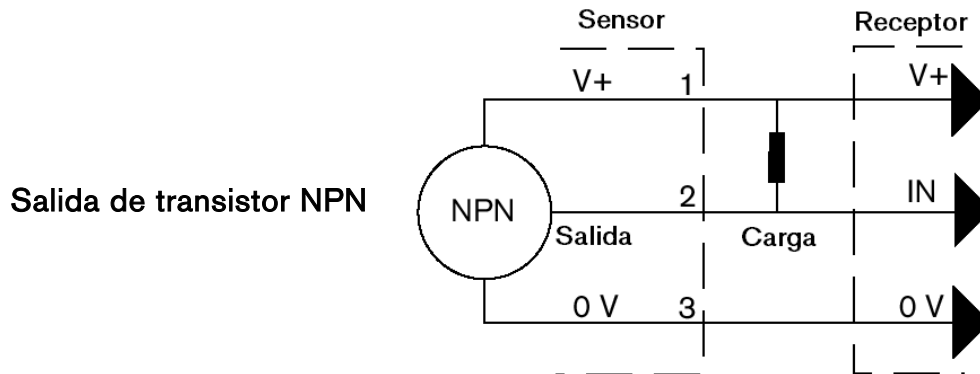 Sensor
Receptor
V+ 1 V+
Salida de transistor NPN
NPN
2 IN
Salida Carga
0 V 3 0 V